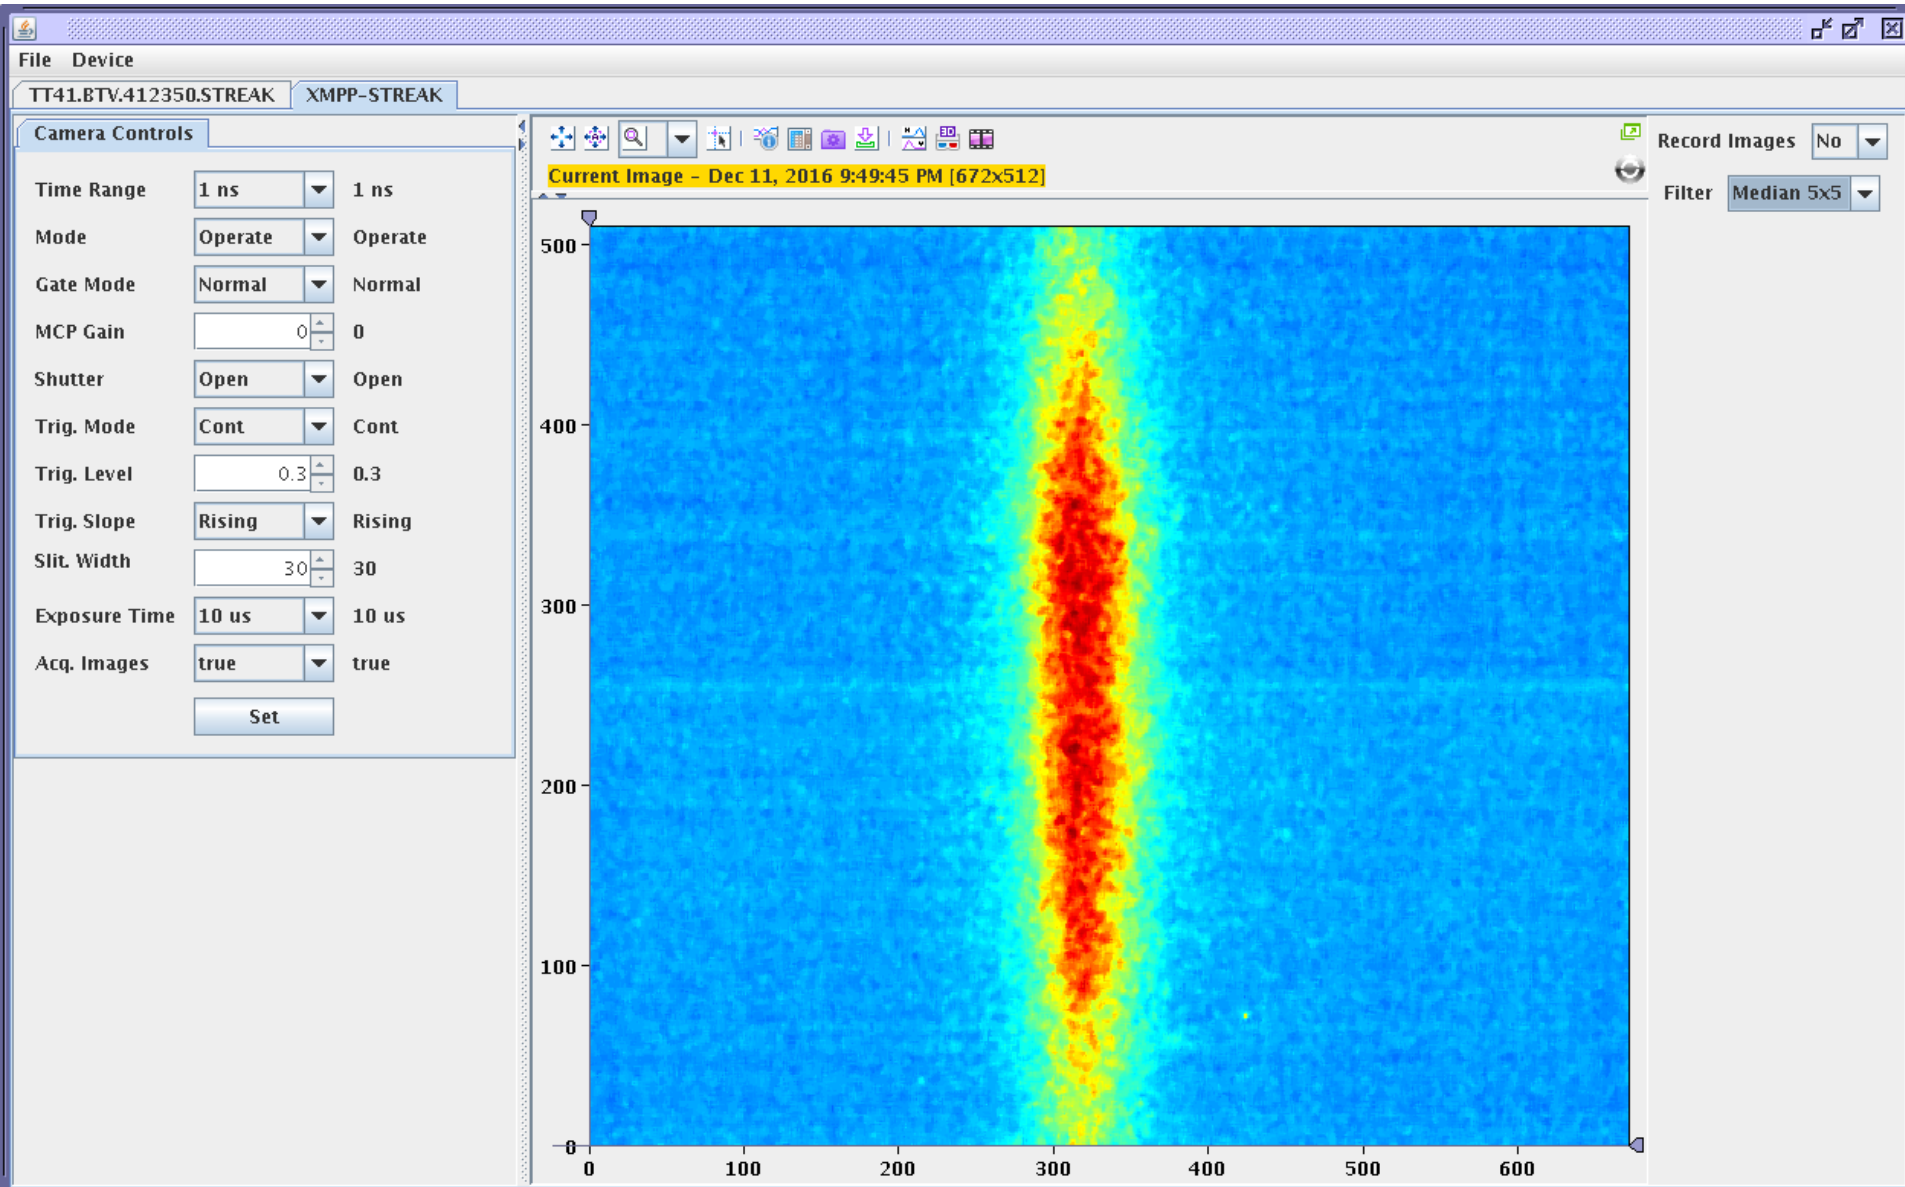 File Device
TT41.BTV.412350.STREAK XMPP-STREAK
Camera Controls
Time Range 1 ns 1 ns
Mode Operate Operate
Gate Mode Normal Normal
MCP Gain 0 0
Shutter Open Open
Trig. Mode Cont Cont
Trig. Level 0.3 0.3
Trig. Slope Rising Rising
Slit. Width 30 30
Exposure Time 10 us 10 us
Acq. Images true true
Set
3D
Current Image - Dec 11, 2016 9:49:45 PM [672x512]
500
400
300
200
100
0
0 100 200 300 400 500 600
Record Images No
Filter Median 5x5